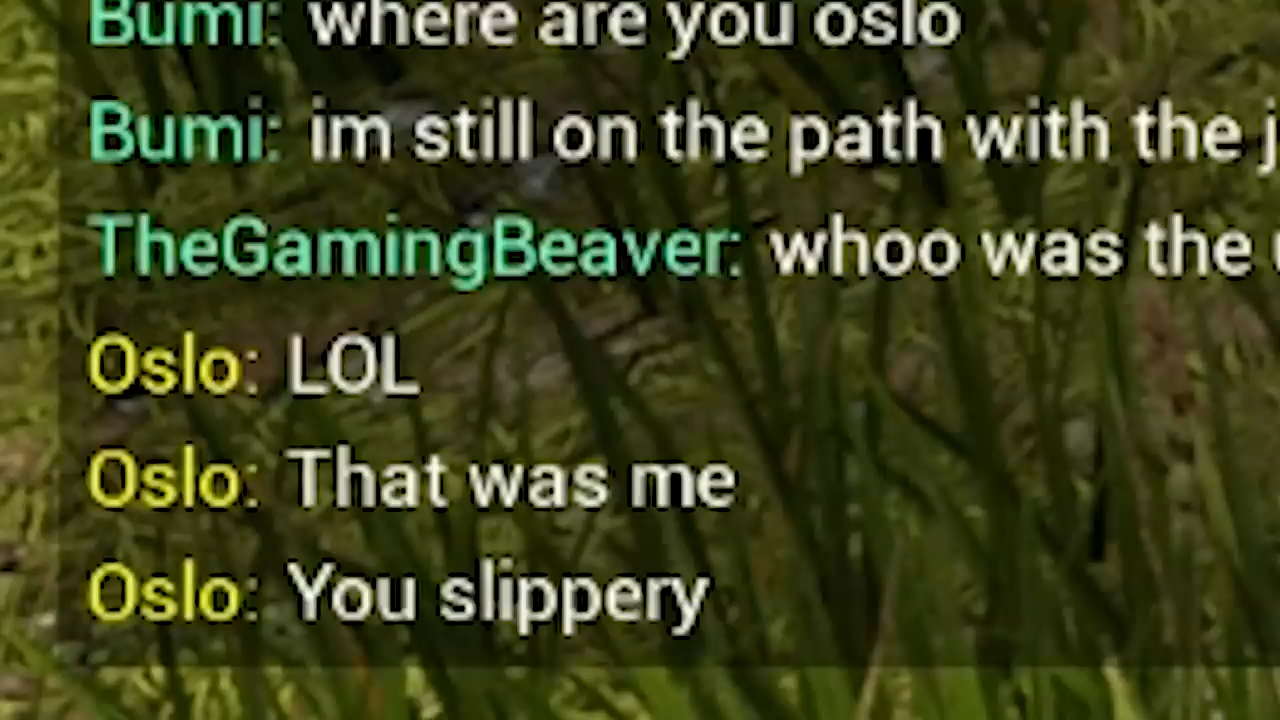 Bumi: where are you oslo
Bumi: im still on the path with the
TheGamingBeaver: whoo was the
Oslo: LOL
Oslo: That was me
Oslo: You slippery